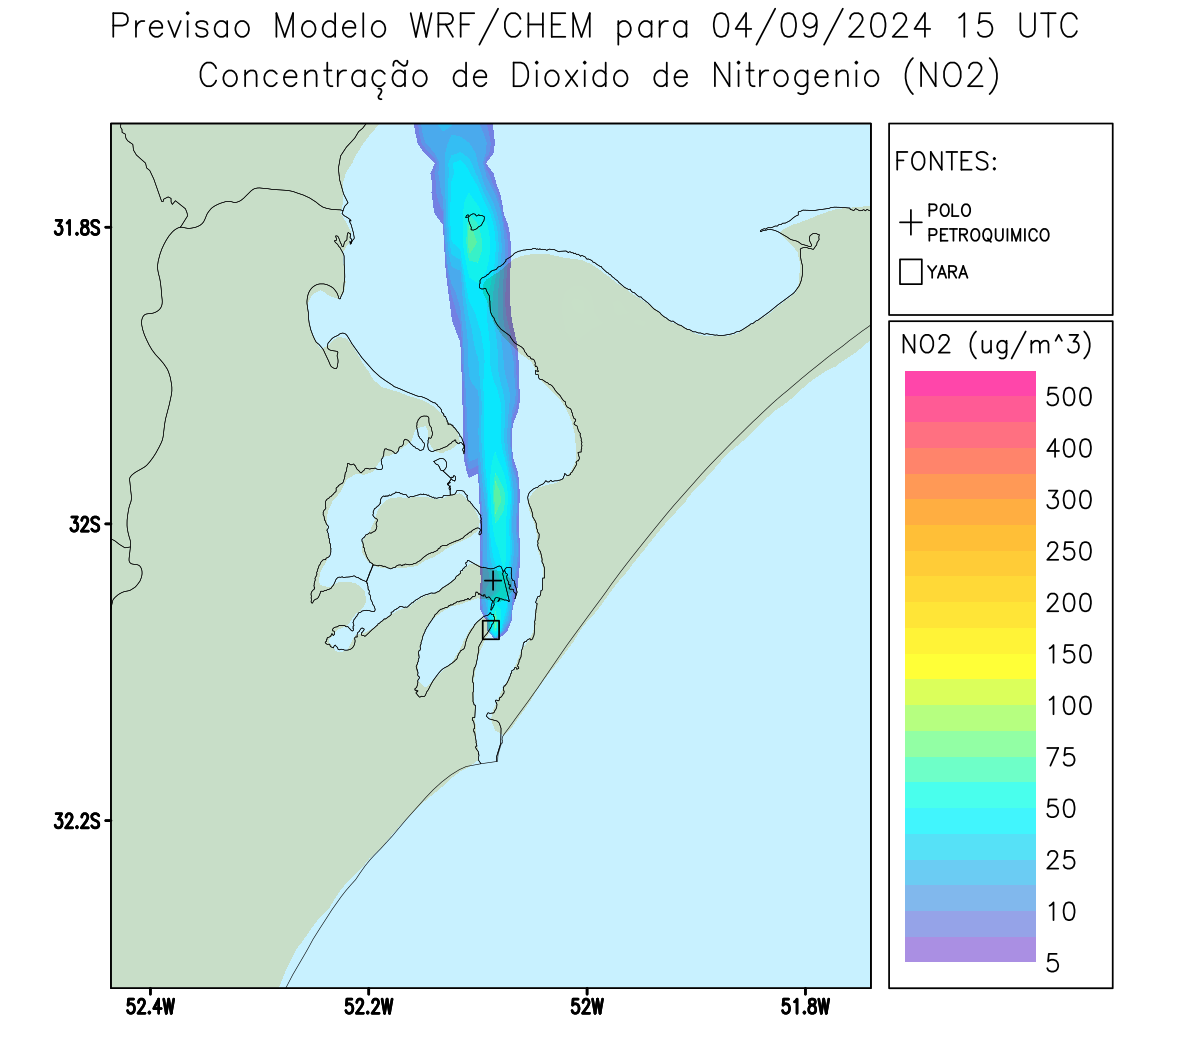 Previsao Modelo WRF/CHEM para 04/09/2024 15 UTC
Concentração de Dioxido de Nitrogenio (NO2)
31.8S
32S
32.2S
52.4W
52.2W
52W
51.8W
FONTES:
POLO
PETROQUIMICO
YARA
NO2 (ug/m^3)
500
400
300
250
200
150
100
75
50
25
10
5